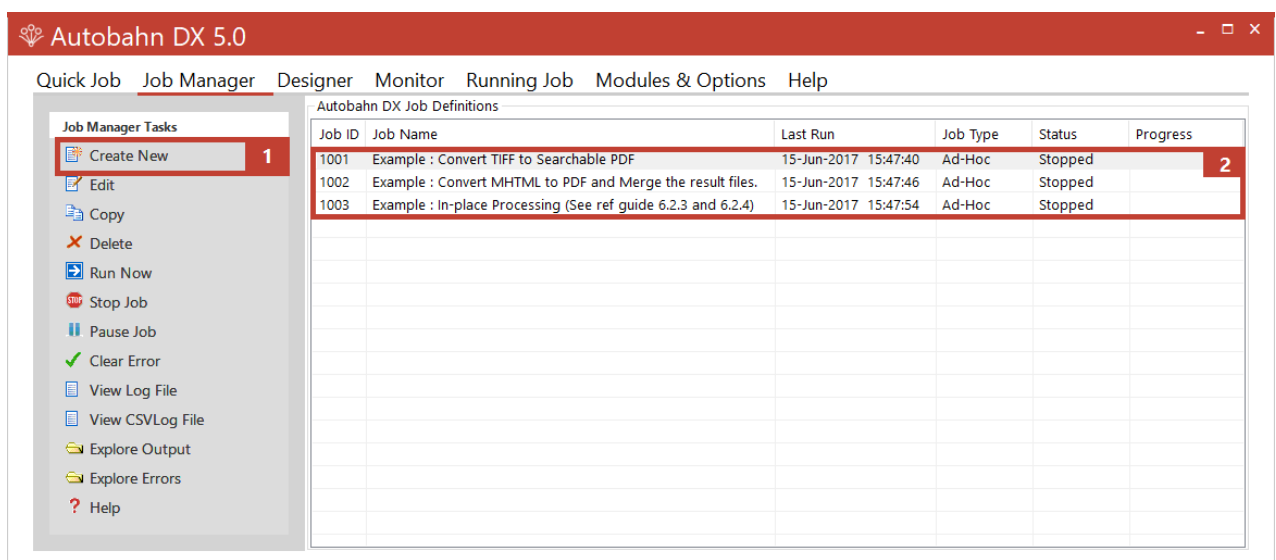 Autobahn DX 5.0
Quick Job Job Manager Designer Monitor Running Job Modules & Options Help
Job Manager Tasks
Create New 1
Edit
Copy
Delete
Run Now
STOP Stop Job
Pause Job
Clear Error
View Log File
View CSVLog File
Explore Output
Explore Errors
? Help
Autobahn DX Job Definitions
Job ID Job Name Last Run Job Type Status Progress
1001 Example : Convert TIFF to Searchable PDF 15-Jun-2017 15:47:40 Ad-Hoc Stopped 2
1002 Example : Convert MHTML to PDF and Merge the result files. 15-Jun-2017 15:47:46 Ad-Hoc Stopped
1003 Example : In-place Processing (See ref guide 6.2.3 and 6.2.4) 15-Jun-2017 15:47:54 Ad-Hoc Stopped